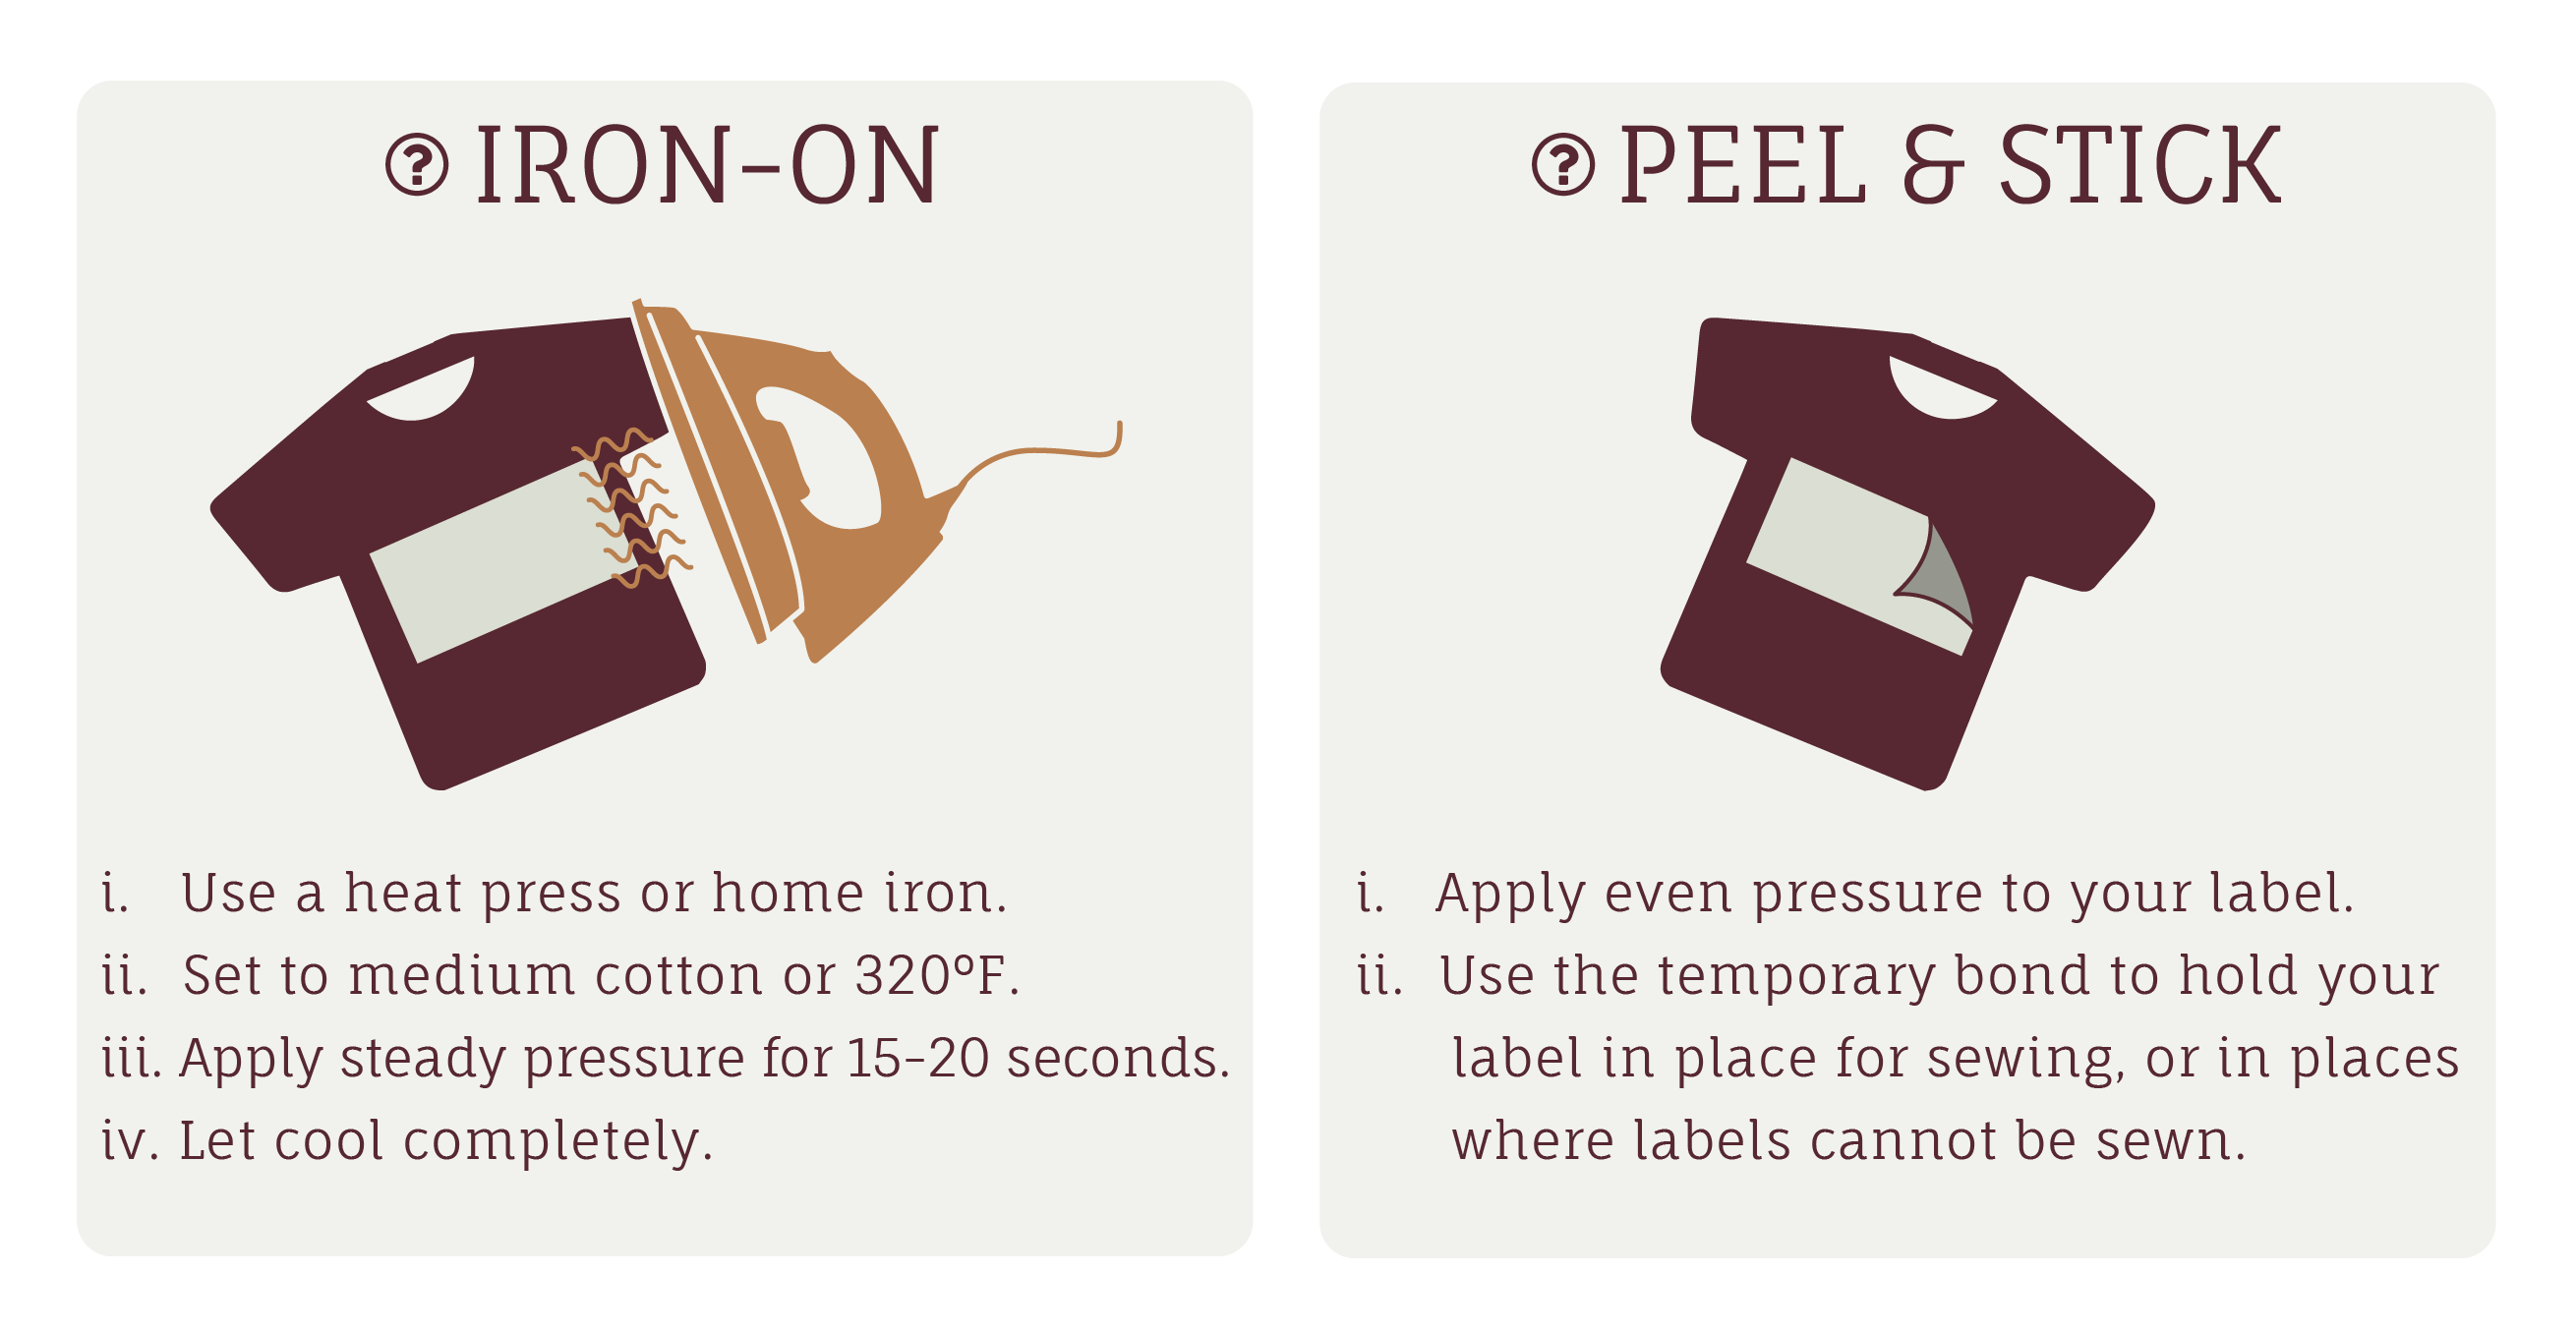 ? IRON-ON
i. Use a heat press or home iron.
ii. Set to medium cotton or 320ºF.
iii. Apply steady pressure for 15-20 seconds.
iv. Let cool completely.
? PEEL & STICK
i. Apply even pressure to your label.
ii. Use the temporary bond to hold your
label in place for sewing, or in places
where labels cannot be sewn.